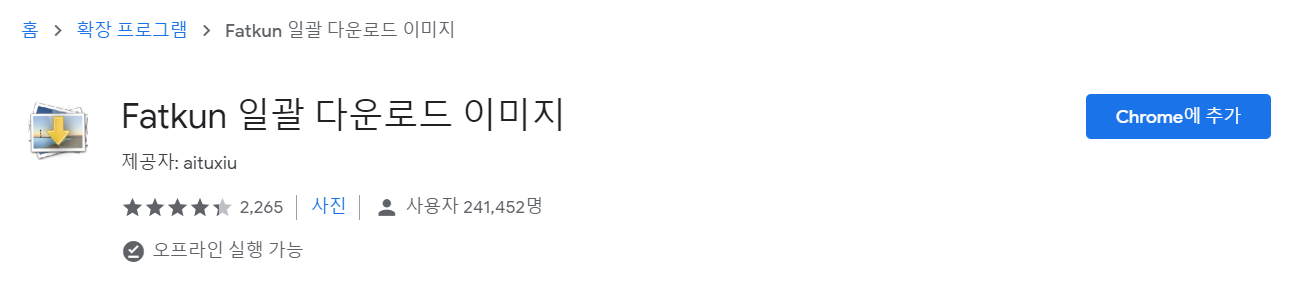 홈 > 확장 프로그램 > Fatkun 일괄 다운로드 이미지
Fatkun 일괄 다운로드 이미지
Chrome에 추가
제공자: aituxiu
2,265 사진 사용자 241,452명
오프라인 실행 가능